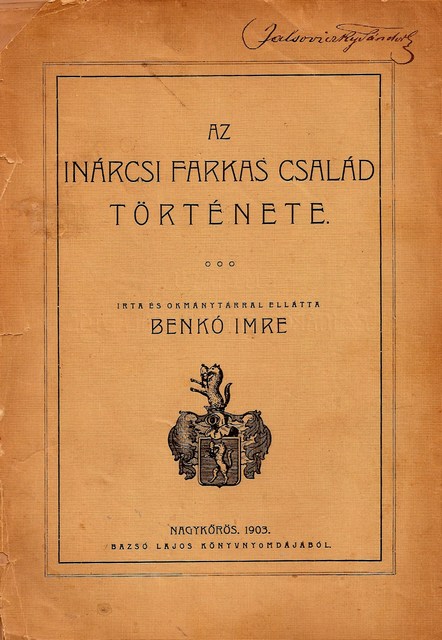 AZ
INÁRCSI FARKAS CSALÁD
TÖRTÉNETE.
IRTA ÉS OKMÁNYTÁRRAL ELLÁTTA
BENKÓ IMRE
NAGYKŐRÖS, 1903.
BAZSÓ LAJOS KÖNYVNYOMDÁJÁBÓL.